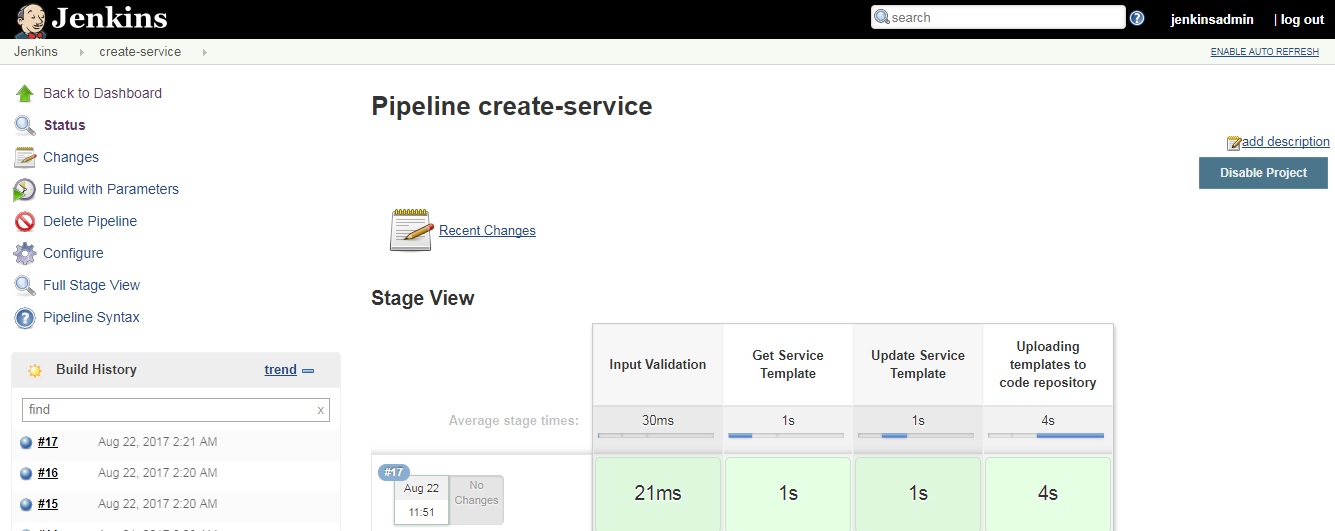 Jenkins
search
?
jenkinsadmin
| log out
Jenkins
create-service
ENABLE AUTO REFRESH
Back to Dashboard
Status
Changes
Build with Parameters
Delete Pipeline
Configure
Full Stage View
Pipeline Syntax
Build History
trend
find
x
#17 Aug 22, 2017 2:21 AM
#16 Aug 22, 2017 2:20 AM
#15 Aug 22, 2017 2:20 AM
Pipeline create-service
add description
Disable Project
Recent Changes
Stage View
Input Validation
Get Service
Template
Update Service
Template
Uploading
templates to
code repository
Average stage times:
30ms
1s
1s
4s
#17
Aug 22
11:51
No
Changes
21ms
1s
1s
4s